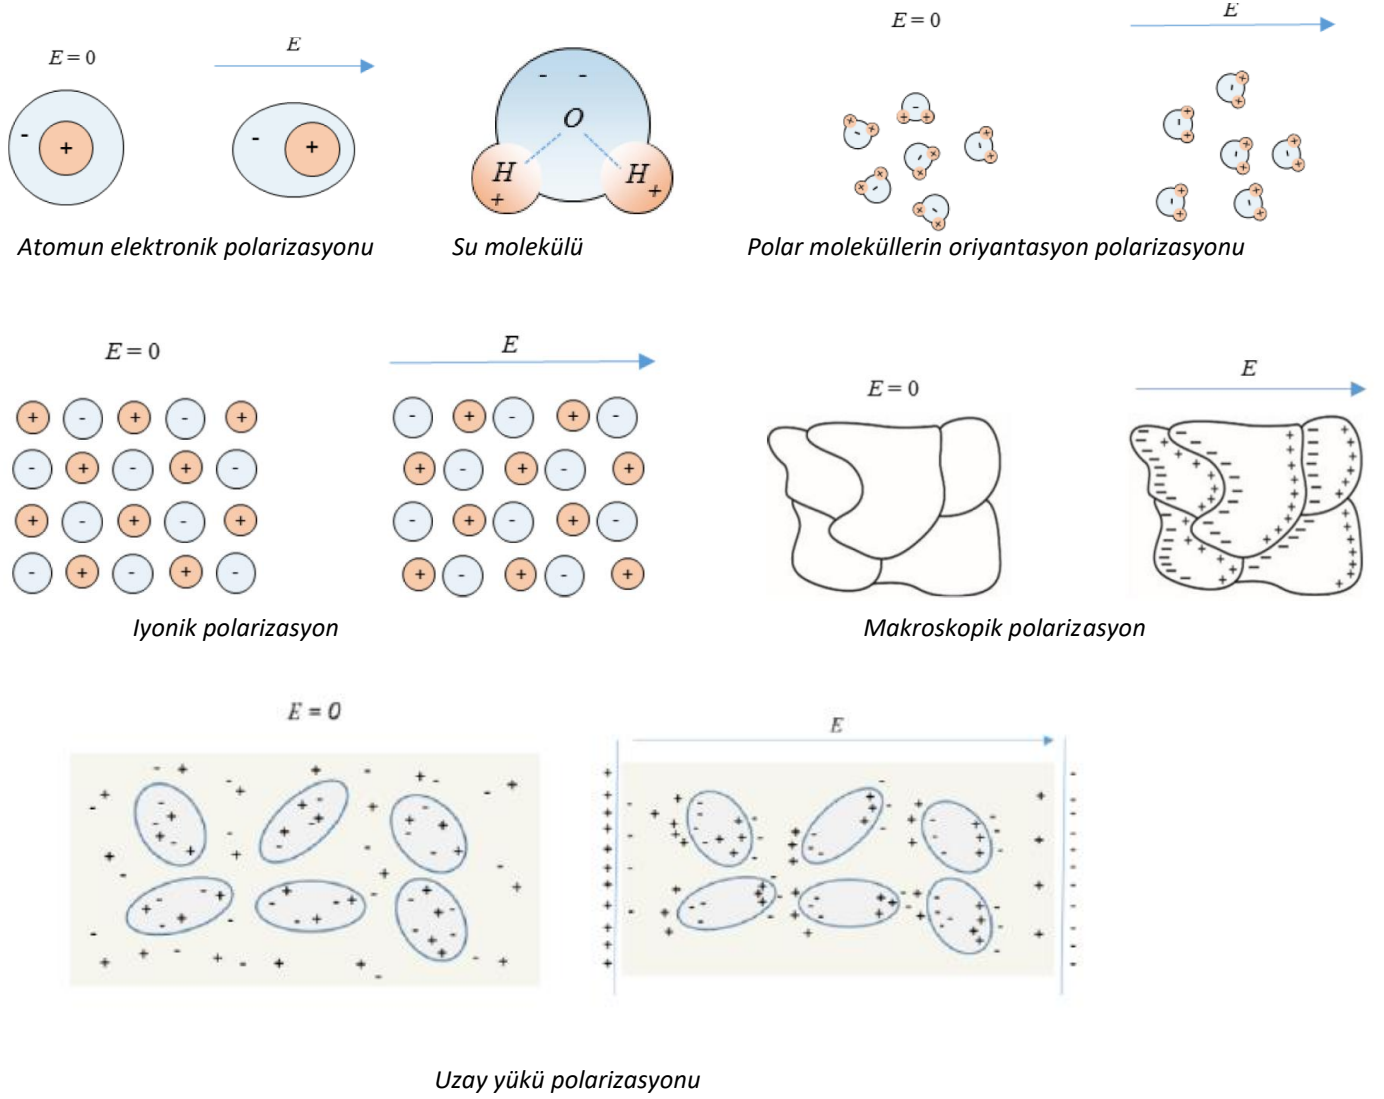 E = 0
E
E = 0
E
- +
- +
- -
O
H
+
H
+
Atomun elektronik polarizasyonu
Su molekülü
Polar moleküllerin oriyantasyon polarizasyonu
E = 0
E
E = 0
E
+ - + - +
- + - + -
+ - + - +
- + - + -
- + - + -
+ - + - +
- + - + -
+ - + - +
Iyonik polarizasyon
Makroskopik polarizasyon
E = 0
E
Uzay yükü polarizasyonu